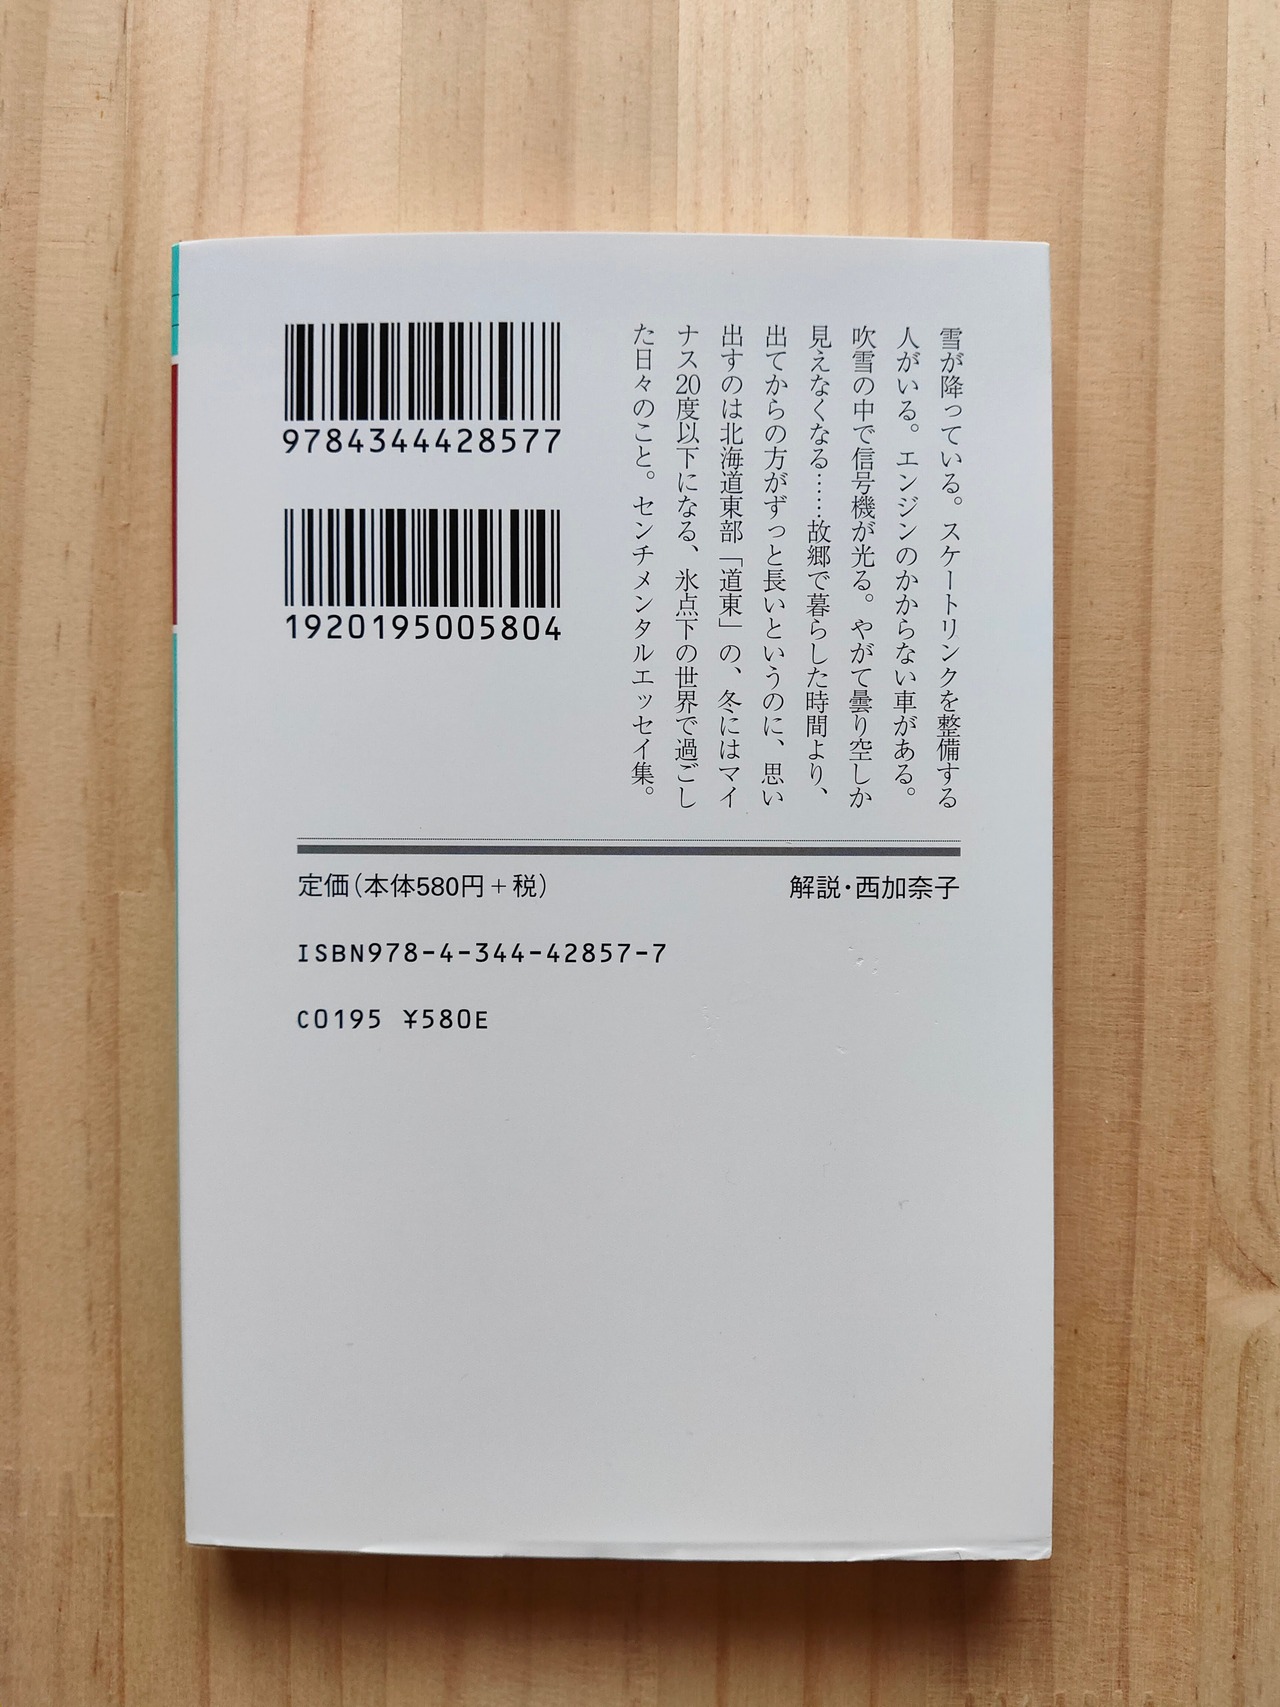 雪が降っている。スケートリンクを整備する
人がいる。エンジンのかからない車がある。
吹雪の中で信号機が光る。やがて曇り空しか
見えなくなる……故郷で暮らした時間より、
出てからの方がずっと長いというのに、思い
出すのは北海道東部「道東」の、冬にはマイ
ナス20度以下になる、氷点下の世界で過ごし
た日々のこと。センチメンタルエッセイ集。
9784344428577
1920195005804
定価(本体580円+税)
解説・西加奈子
ISBN978-4-344-42857-7
C0195 ¥580E